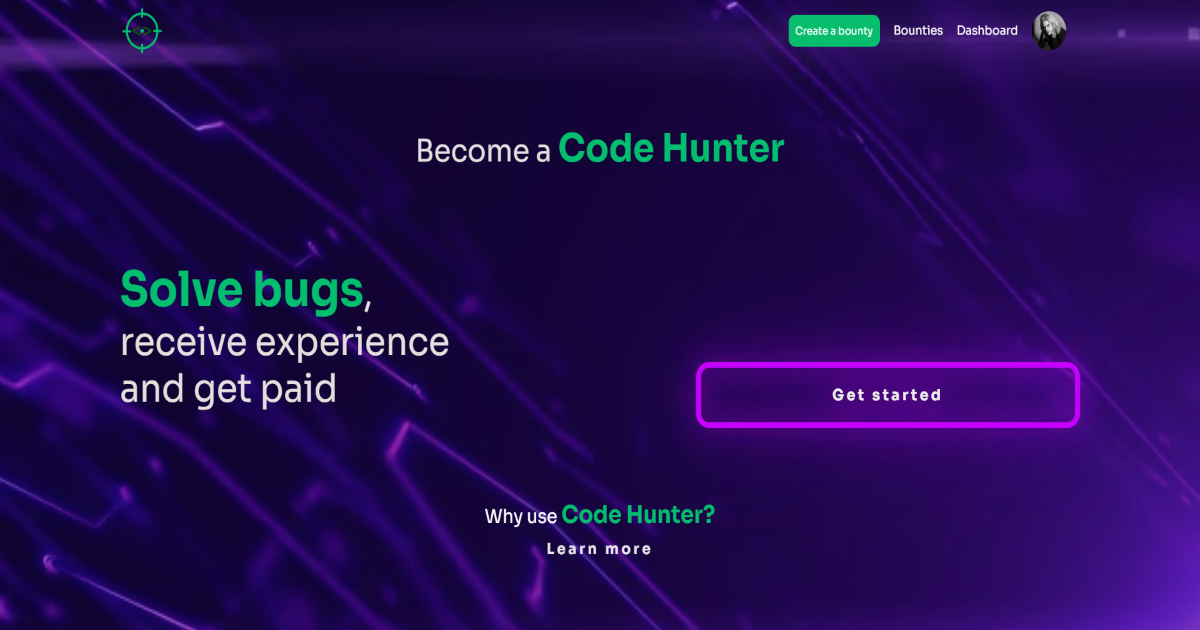 Create a bounty Bounties Dashboard
Become a Code Hunter
Solve bugs,
receive experience
and get paid
Get started
Why use Code Hunter?
Learn more